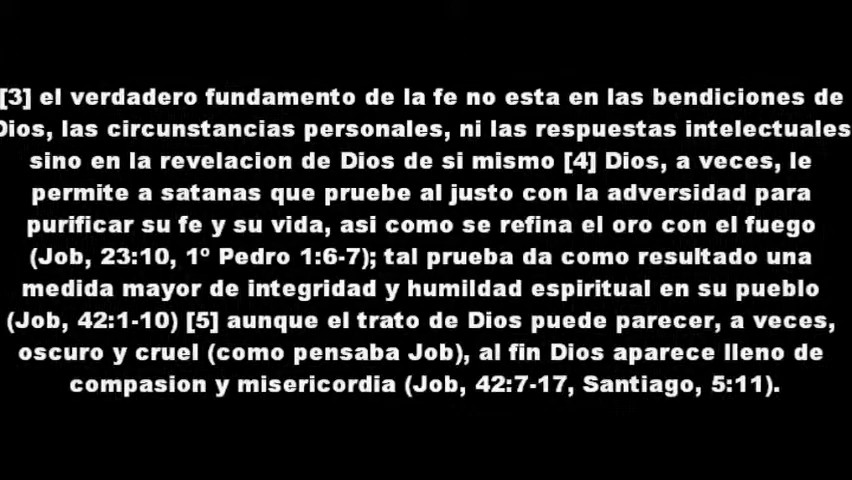 [3] el verdadero fundamento de la fe no esta en las bendiciones de
Dios, las circunstancias personales, ni las respuestas intelectuales
sino en la revelacion de Dios de si mismo [4] Dios, a veces, le
permite a satanas que pruebe al justo con la adversidad para
purificar su fe y su vida, asi como se refina el oro con el fuego
(Job, 23:10, 1º Pedro 1:6-7); tal prueba da como resultado una
medida mayor de integridad y humildad espiritual en su pueblo
(Job, 42:1-10) [5] aunque el trato de Dios puede parecer, a veces,
oscuro y cruel (como pensaba Job), al fin Dios aparece lleno de
compasion y misericordia (Job, 42:7-17, Santiago, 5:11).